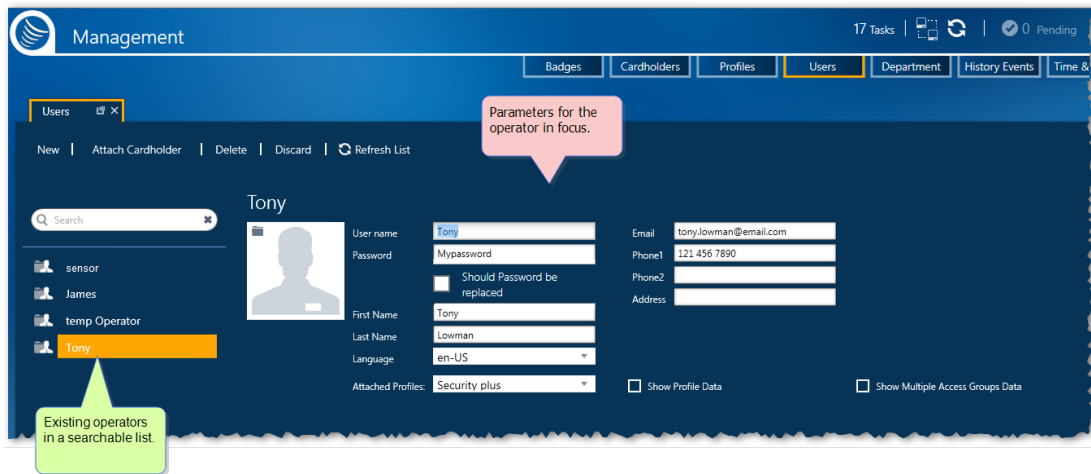 Management
17 Tasks
0 Pending
Badges
Cardholders
Profiles
Users
Department
History Events
Time &
Users
Parameters for the
operator in focus.
New | Attach Cardholder | Delete | Discard | Refresh List
Search
sensor
James
temp Operator
Tony
Existing operators
in a searchable list.
Tony
User name Tony
Password Mypassword
Should Password be
replaced
First Name Tony
Last Name Lowman
Language en-US
Attached Profiles: Security plus
Email tony.lowman@email.com
Phone1 121 456 7890
Phone2
Address
Show Profile Data
Show Multiple Access Groups Data